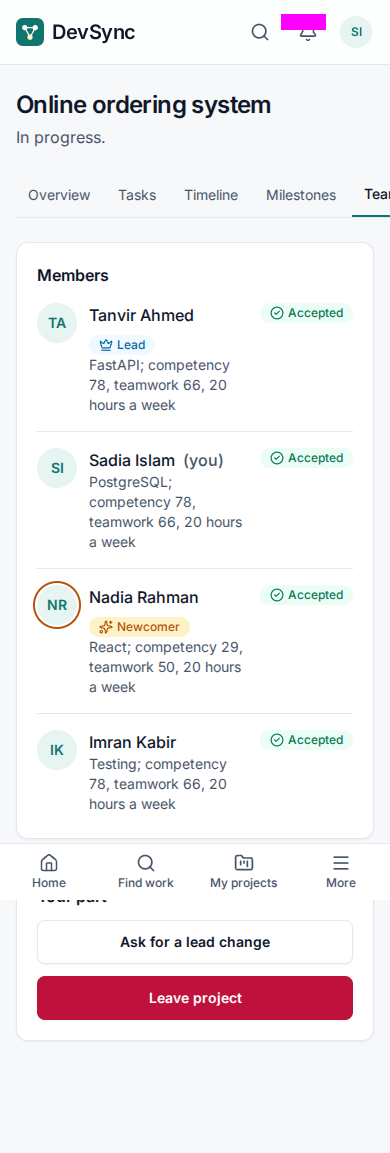 DevSync
SI
Online ordering system
In progress.
Overview Tasks Timeline Milestones
Members
TA Tanvir Ahmed Accepted
Lead
FastAPI; competency
78, teamwork 66, 20
hours a week
SI Sadia Islam (you) Accepted
PostgreSQL;
competency 78,
teamwork 66, 20 hours
a week
NR Nadia Rahman Accepted
Newcomer
React; competency 29,
teamwork 50, 20 hours
a week
IK Imran Kabir Accepted
Testing; competency
78, teamwork 66, 20
hours a week
Home Find work My projects More
Ask for a lead change
Leave project